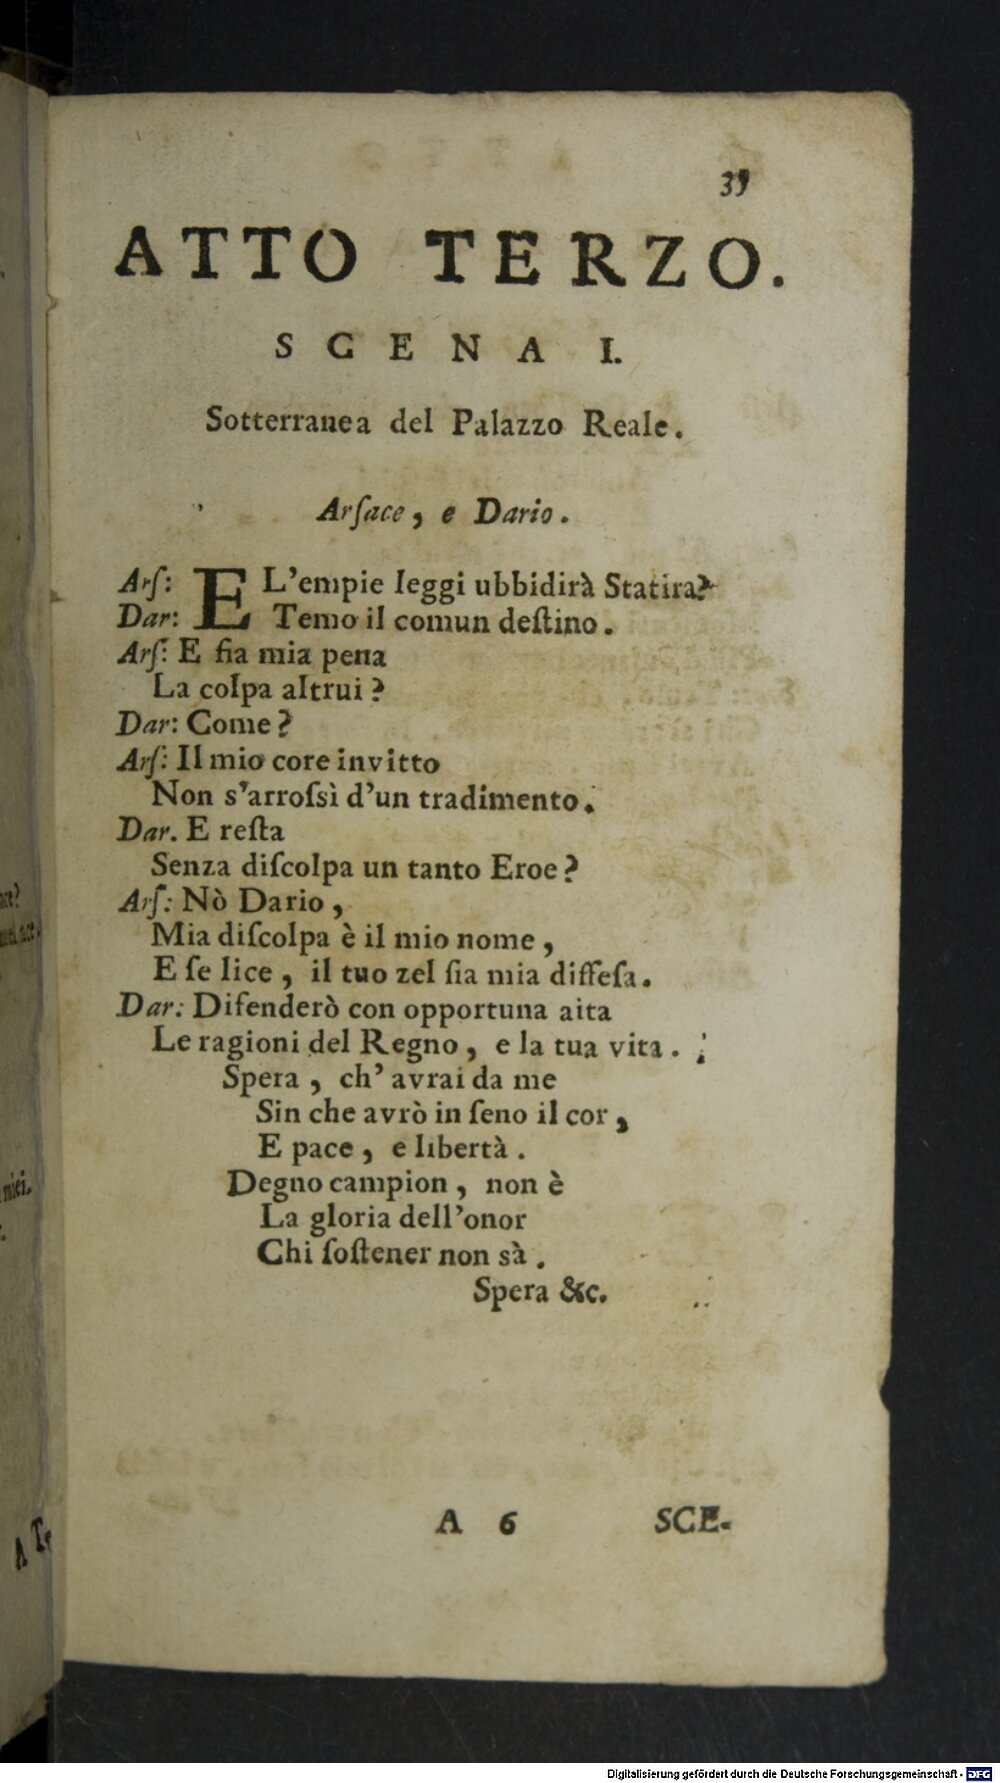 39
ATTO TERZO.
SCENA I.
Sotterranea del Palazzo Reale.
Arſace, e Dario.
Arſ: E L'empie leggi ubbidirà Statira?
Dar: Temo il comun deſtino.
Arſ: E fia mia pena
La colpa altrui?
Dar: Come?
Arſ: Il mio core invitto
Non s'arroſsì d'un tradimento.
Dar. E reſta
Senza diſcolpa un tanto Eroe?
Arſ: Nò Dario,
Mia diſcolpa è il mio nome,
E ſe lice, il tuo zel ſia mia diffeſa.
Dar: Difenderò con opportuna aita
Le ragioni del Regno, e la tua vita.
Spera, ch' avrai da me
Sin che avrò in ſeno il cor,
E pace, e libertà.
Degno campion, non è
La gloria dell'onor
Chi ſoſtener non sà.
Spera &c.
A 6 SCE-
miei.
Digitalisierung gefördert durch die Deutsche Forschungsgemeinschaft - DFG